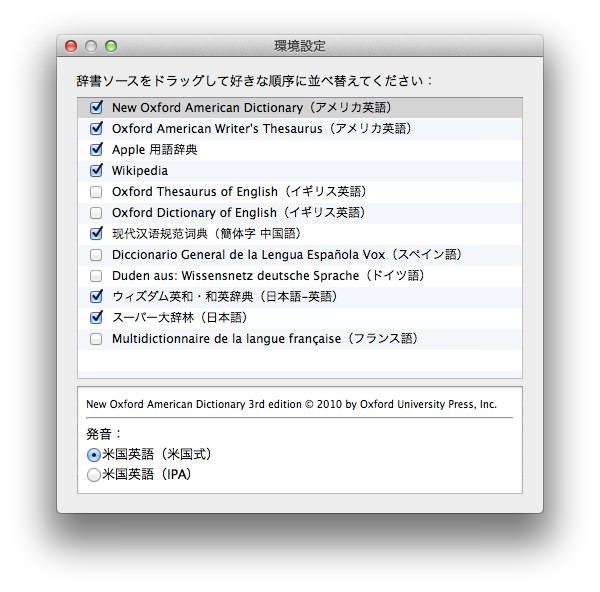 環境設定
辞書ソースをドラッグして好きな順序に並べ替えてください：
New Oxford American Dictionary（アメリカ英語）
Oxford American Writer's Thesaurus（アメリカ英語）
Apple 用語辞典
Wikipedia
Oxford Thesaurus of English（イギリス英語）
Oxford Dictionary of English（イギリス英語）
现代汉语规范词典（簡体字 中国語）
Diccionario General de la Lengua Española Vox（スペイン語）
Duden aus: Wissensnetz deutsche Sprache（ドイツ語）
ウィズダム英和・和英辞典（日本語-英語）
スーパー大辞林（日本語）
Multidictionnaire de la langue française（フランス語）
New Oxford American Dictionary 3rd edition © 2010 by Oxford University Press, Inc.
発音：
米国英語（米国式）
米国英語（IPA）